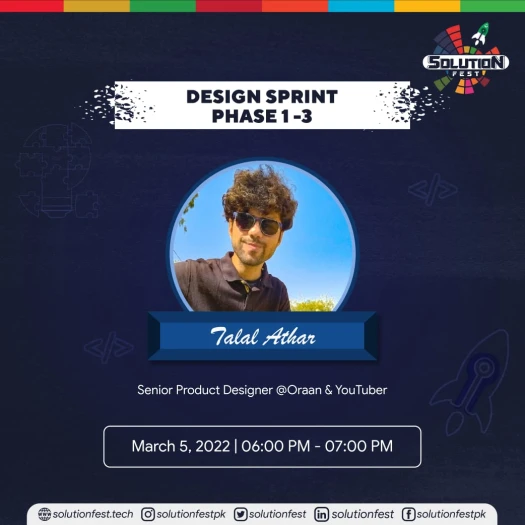 SOLUTION
FEST
DESIGN SPRINT
PHASE 1 -3
Talal Athar
Senior Product Designer @Oraan & YouTuber
March 5, 2022 | 06:00 PM - 07:00 PM
solutionfest.tech solutionfestpk solutionfest solutionfest solutionfestpk